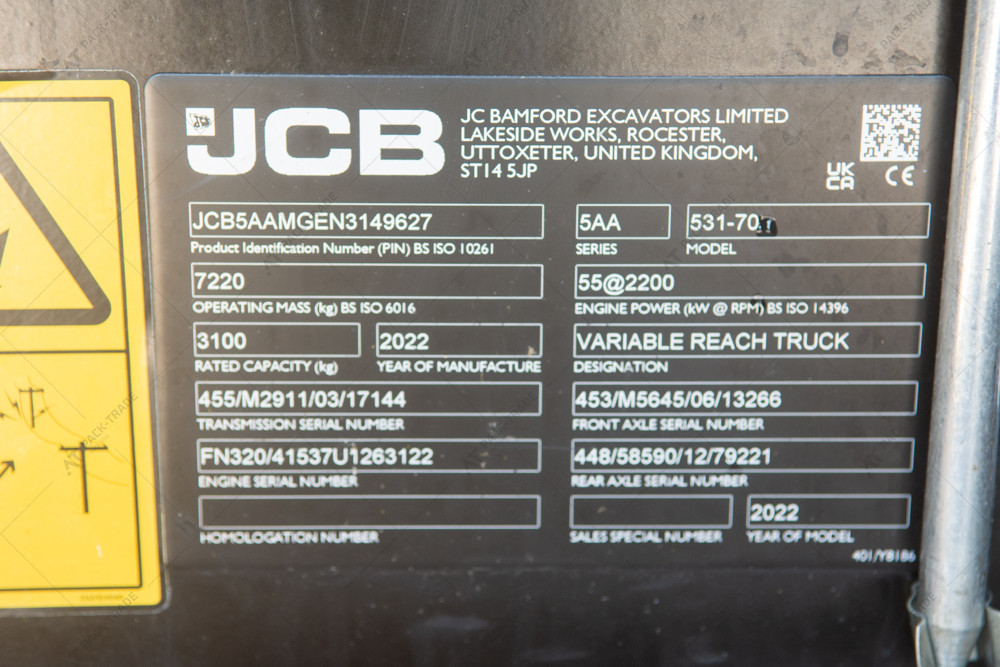 JCB
JC BAMFORD EXCAVATORS LIMITED
LAKESIDE WORKS, ROCESTER,
UTTOXETER, UNITED KINGDOM,
ST14 5JP
UK
CA
CE
JCB5AAMGEN3149627
Product Identification Number (PIN) BS ISO 10261
5AA
SERIES
531-70
MODEL
7220
OPERATING MASS (kg) BS ISO 6016
55@2200
ENGINE POWER (kW @ RPM) BS ISO 14396
3100
RATED CAPACITY (kg)
2022
YEAR OF MANUFACTURE
VARIABLE REACH TRUCK
DESIGNATION
455/M2911/03/17144
TRANSMISSION SERIAL NUMBER
453/M5645/06/13266
FRONT AXLE SERIAL NUMBER
FN320/41537U1263122
ENGINE SERIAL NUMBER
448/58590/12/79221
REAR AXLE SERIAL NUMBER
HOMOLOGATION NUMBER
SALES SPECIAL NUMBER
2022
YEAR OF MODEL
401/Y8186